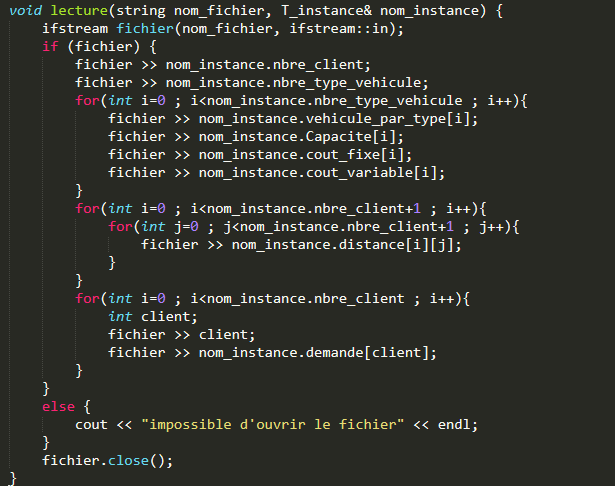 void lecture(string nom_fichier, T_instance& nom_instance) {
    ifstream fichier(nom_fichier, ifstream::in);
    if (fichier) {
        fichier >> nom_instance.nbre_client;
        fichier >> nom_instance.nbre_type_vehicule;
        for(int i=0 ; i<nom_instance.nbre_type_vehicule ; i++){
            fichier >> nom_instance.vehicule_par_type[i];
            fichier >> nom_instance.Capacite[i];
            fichier >> nom_instance.cout_fixe[i];
            fichier >> nom_instance.cout_variable[i];
        }
        for(int i=0 ; i<nom_instance.nbre_client+1 ; i++){
            for(int j=0 ; j<nom_instance.nbre_client+1 ; j++){
                fichier >> nom_instance.distance[i][j];
            }
        }
        for(int i=0 ; i<nom_instance.nbre_client ; i++){
            int client;
            fichier >> client;
            fichier >> nom_instance.demande[client];
        }
    }
    else {
        cout << "impossible d'ouvrir le fichier" << endl;
    }
    fichier.close();
}